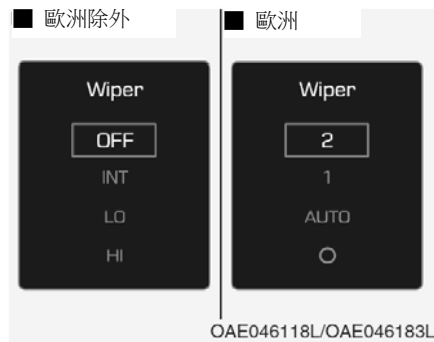 ■ 歐洲除外
Wiper
OFF
INT
LO
HI
■ 歐洲
Wiper
2
1
AUTO
O
OAE046118L/OAE046183L